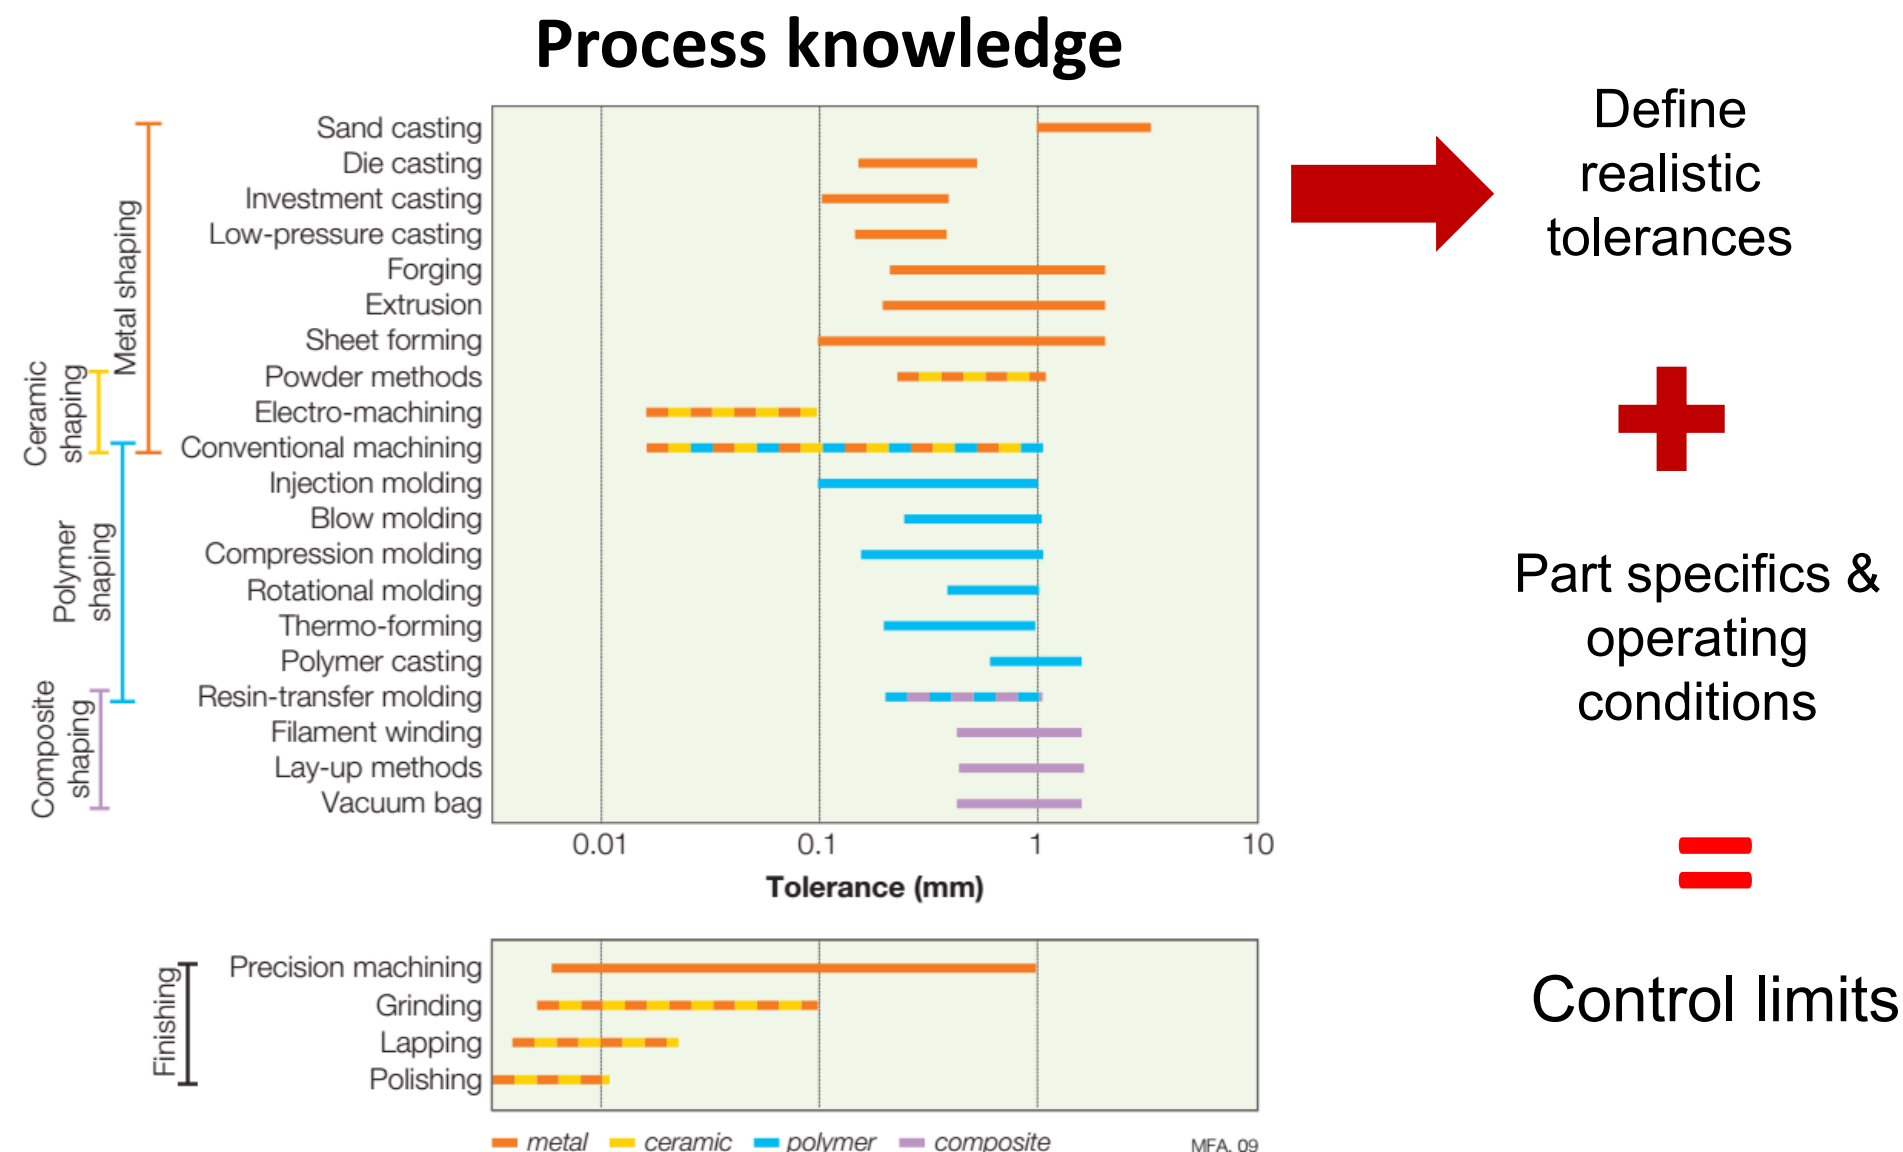 Process knowledge
Metal shaping
Ceramic
shaping
Polymer
shaping
Composite
shaping
Sand casting
Die casting
Investment casting
Low-pressure casting
Forging
Extrusion
Sheet forming
Powder methods
Electro-machining
Conventional machining
Injection molding
Blow molding
Compression molding
Rotational molding
Thermo-forming
Polymer casting
Resin-transfer molding
Filament winding
Lay-up methods
Vacuum bag
0.01 0.1 1 10
Tolerance (mm)
Finishing
Precision machining
Grinding
Lapping
Polishing
metal ceramic polymer composite
MFA, 09
Define
realistic
tolerances
+
Part specifics &
operating
conditions
=
Control limits